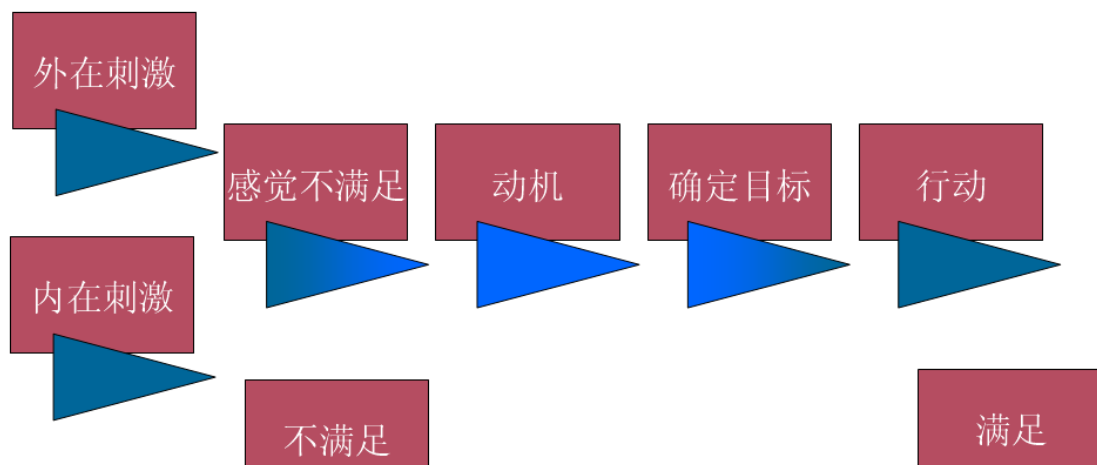 外在刺激
感觉不满足
动机
确定目标
行动
内在刺激
不满足
满足